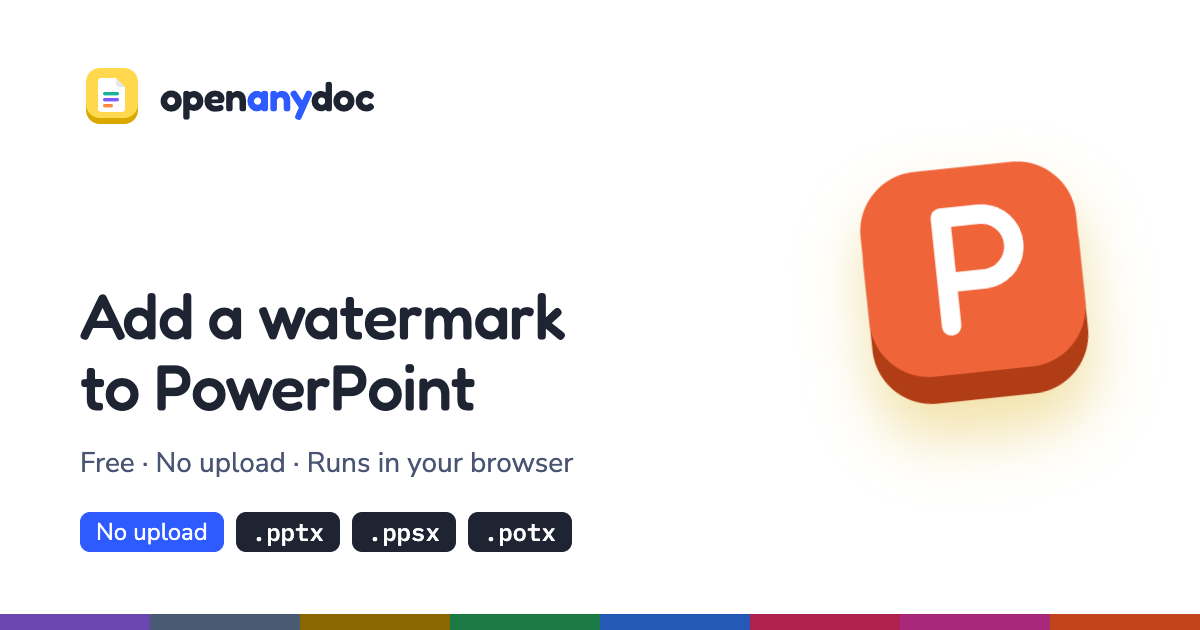 openanydoc
P
Add a watermark
to PowerPoint
Free · No upload · Runs in your browser
No upload .pptx .ppsx .potx